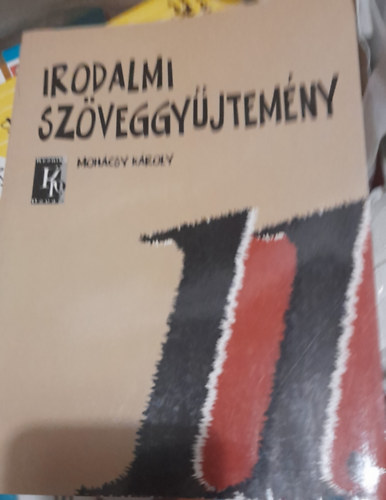 IRODALMI
SZÖVEGGYŰJTEMÉNY
MOHÁCSY KÁROLY
11.